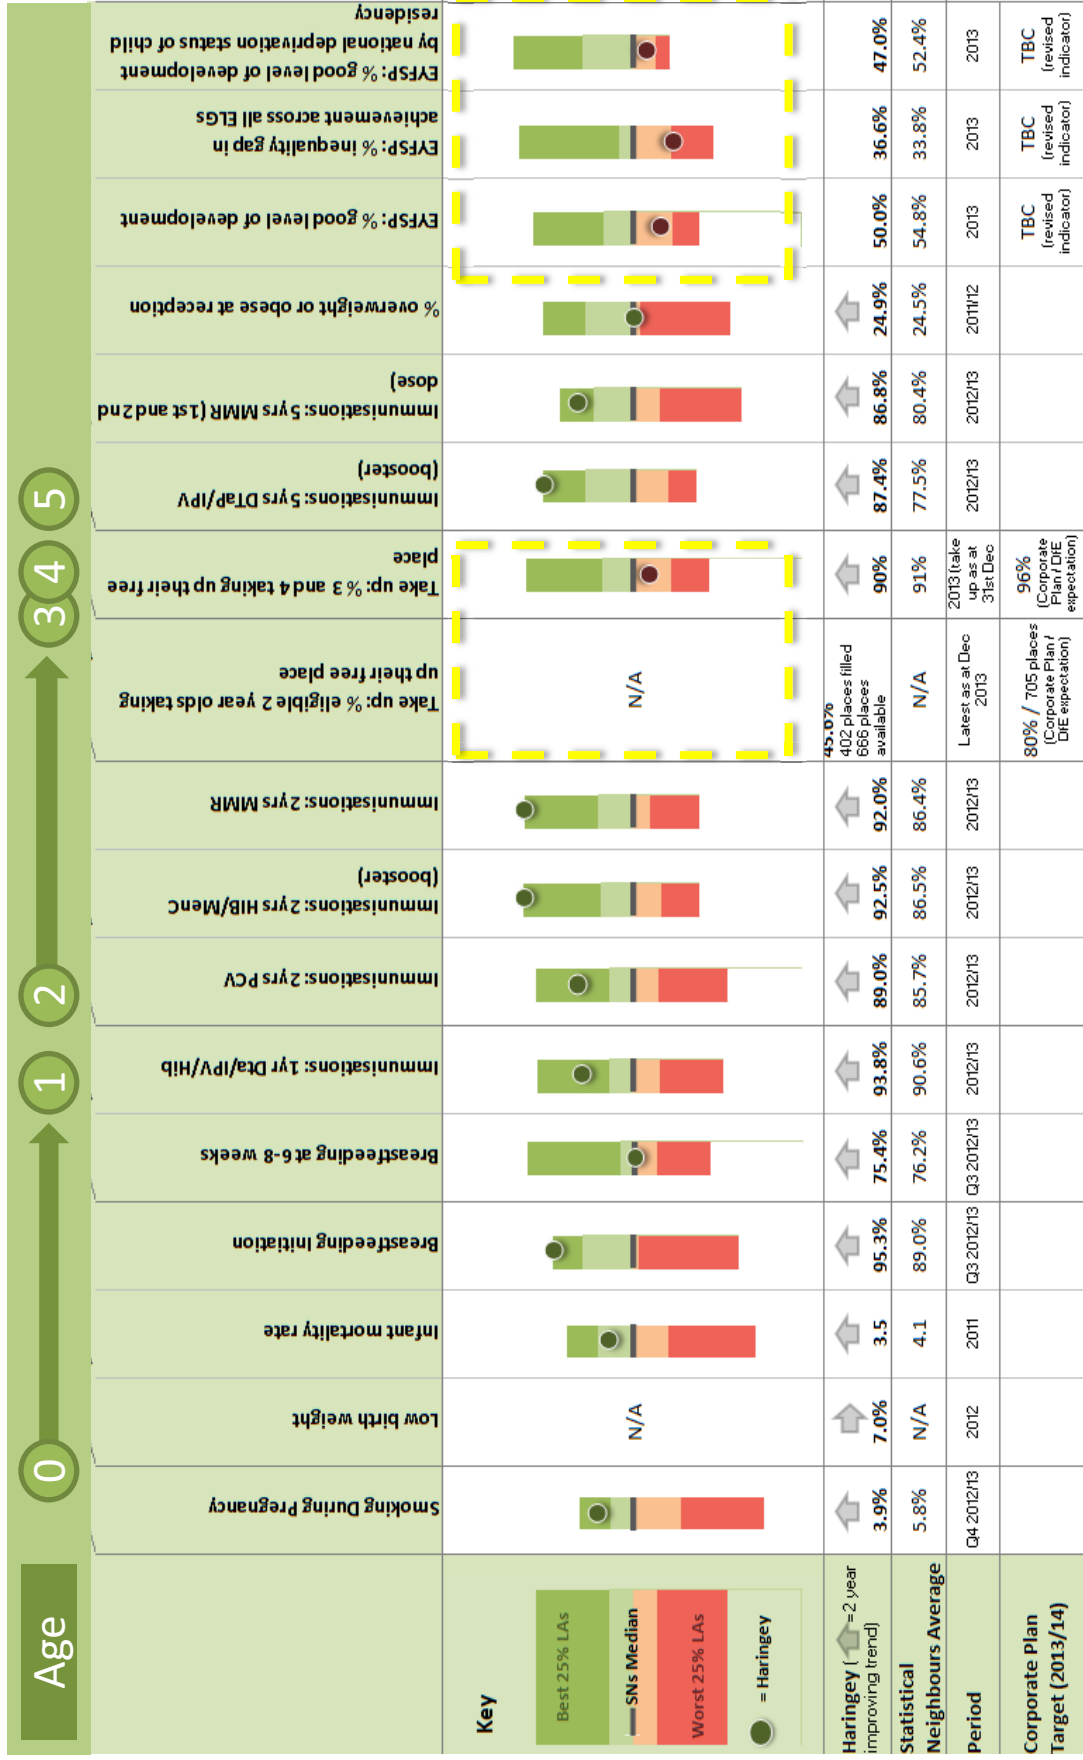 Age
0
1
2
3
4
5
Smoking During Pregnancy
Low birth weight
Infant mortality rate
Breastfeeding Initiation
Breastfeeding at 6-8 weeks
Immunisations: 1yr Dta/IPV/Hib
Immunisations: 2yrs PCV
Immunisations: 2yrs HIB/MenC
(booster)
Immunisations: 2yrs MMR
Take up: % eligible 2 year olds taking
up their free place
Take up: % 3 and 4 taking up their free
place
Immunisations: 5yrs DTaP/IPV
(booster)
Immunisations: 5yrs MMR (1st and 2nd
dose)
% overweight or obese at reception
EYFSP: % good level of development
EYFSP: % inequality gap in
achievement across all ELGs
EYFSP: % good level of development
by national deprivation status of child
residency
Key
Best 25% LAs
SNs Median
Worst 25% LAs
= Haringey
N/A
N/A
Haringey ( =2 year
improving trend)
3.9%
7.0%
3.5
95.3%
75.4%
93.8%
89.0%
92.5%
92.0%
45.6%
402 places filled
666 places
available
90%
87.4%
86.8%
24.9%
50.0%
36.6%
47.0%
Statistical
Neighbours Average
5.8%
N/A
4.1
89.0%
76.2%
90.6%
85.7%
86.5%
86.4%
N/A
91%
77.5%
80.4%
24.5%
54.8%
33.8%
52.4%
Period
Q4 2012/13
2012
2011
Q3 2012/13
Q3 2012/13
2012/13
2012/13
2012/13
2012/13
Latest as at Dec
2013
2013 (take
up as at
31st Dec
2012/13
2012/13
2011/12
2013
2013
2013
Corporate Plan
Target (2013/14)
80% / 705 places
(Corporate Plan /
DfE expectation)
96%
(Corporate
Plan / DfE
expectation)
TBC
(revised
indicator)
TBC
(revised
indicator)
TBC
(revised
indicator)